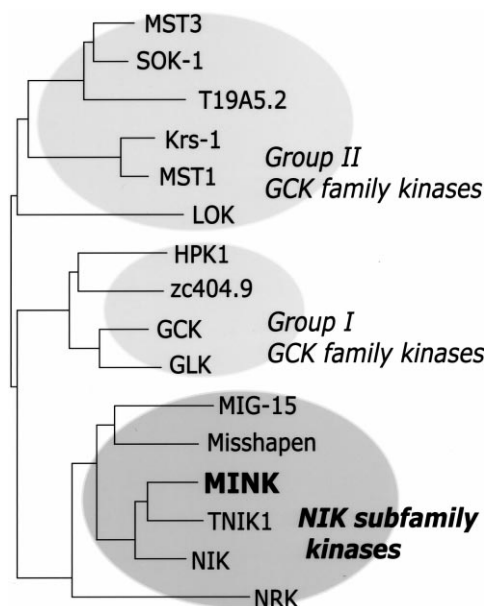 MST3
SOK-1
T19A5.2
Krs-1
MST1
Group II
GCK family kinases
LOK
HPK1
zc404.9
GCK
GLK
Group I
GCK family kinases
MIG-15
Misshapen
MINK
TNIK1
NIK subfamily
kinases
NIK
NRK